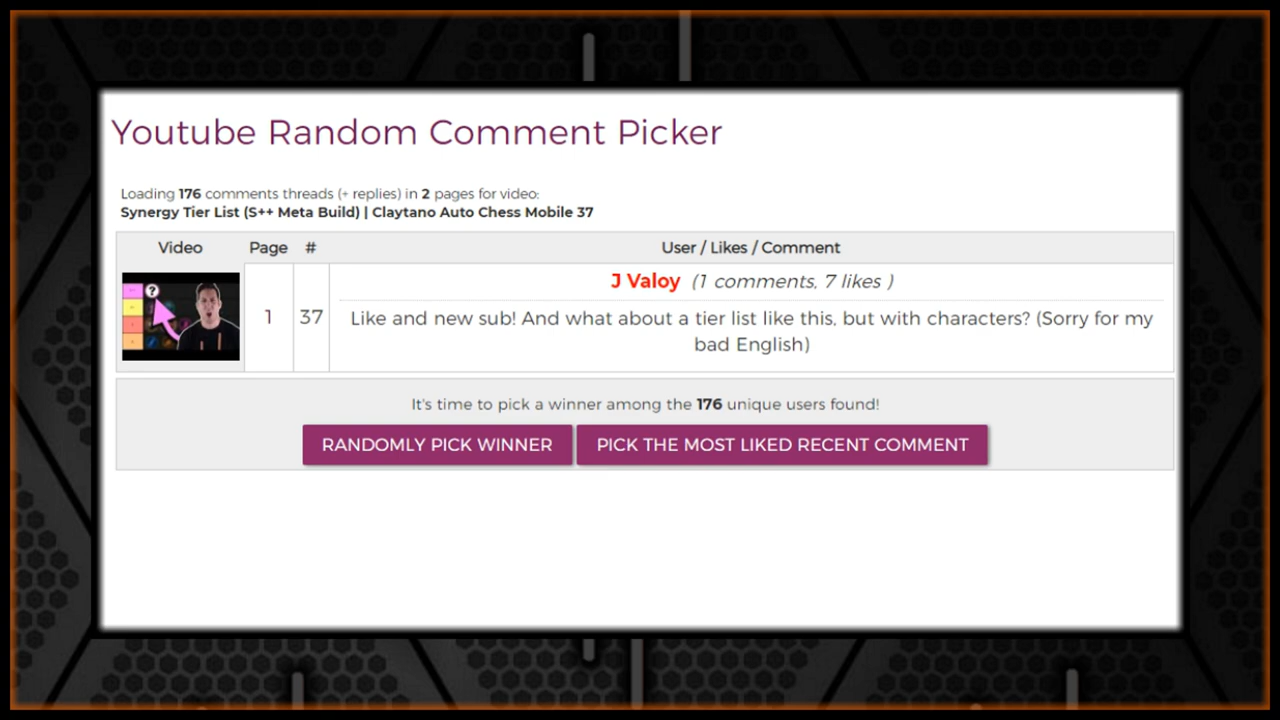 Youtube Random Comment Picker
Loading 176 comments threads (+ replies) in 2 pages for video:
Synergy Tier List (S++ Meta Build) | Claytano Auto Chess Mobile 37
Video Page # User / Likes / Comment
?
J Valoy (1 comments, 7 likes )
1 37 Like and new sub! And what about a tier list like this, but with characters? (Sorry for my
bad English)
It's time to pick a winner among the 176 unique users found!
RANDOMLY PICK WINNER PICK THE MOST LIKED RECENT COMMENT